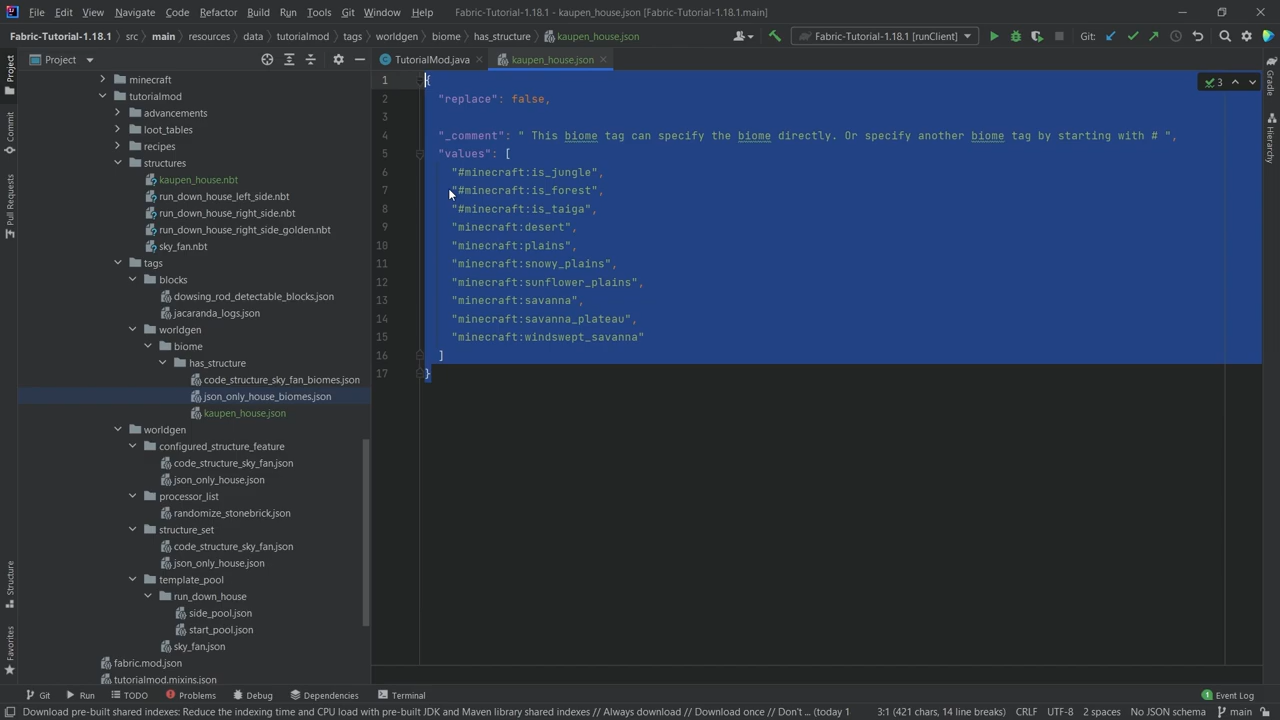 File Edit View Navigate Code Refactor Build Run Tools Git Window Help Fabric-Tutorial-1.18.1 - kaupen_house.json [Fabric-Tutorial-1.18.1.main]
Fabric-Tutorial-1.18.1 src main resources data tutorialmod tags worldgen biome has_structure kaupen_house.json Fabric-Tutorial-1.18.1 [runClient] Git:
Project
TutorialMod.java kaupen_house.json
minecraft
tutorialmod
advancements
loot_tables
recipes
structures
kaupen_house.nbt
run_down_house_left_side.nbt
run_down_house_right_side.nbt
run_down_house_right_side_golden.nbt
sky_fan.nbt
tags
blocks
dowsing_rod_detectable_blocks.json
jacaranda_logs.json
worldgen
biome
has_structure
code_structure_sky_fan_biomes.json
json_only_house_biomes.json
kaupen_house.json
worldgen
configured_structure_feature
code_structure_sky_fan.json
json_only_house.json
processor_list
randomize_stonebrick.json
structure_set
code_structure_sky_fan.json
json_only_house.json
template_pool
run_down_house
side_pool.json
start_pool.json
sky_fan.json
fabric.mod.json
tutorialmod.mixins.json
1 {
2 "replace": false,
3
4 "_comment": " This biome tag can specify the biome directly. Or specify another biome tag by starting with # ",
5 "values": [
6 "#minecraft:is_jungle",
7 "#minecraft:is_forest",
8 "#minecraft:is_taiga",
9 "minecraft:desert",
10 "minecraft:plains",
11 "minecraft:snowy_plains",
12 "minecraft:sunflower_plains",
13 "minecraft:savanna",
14 "minecraft:savanna_plateau",
15 "minecraft:windswept_savanna"
16 ]
17 }
3
Project
Commit
Pull Requests
Structure
Favorites
Gradle
Hierarchy
Git Run TODO Problems Debug Dependencies Terminal 1 Event Log
Download pre-built shared indexes: Reduce the indexing time and CPU load with pre-built JDK and Maven library shared indexes // Always download // Download once // Don't ... (today 1 3:1 (421 chars, 14 line breaks) CRLF UTF-8 2 spaces No JSON schema main